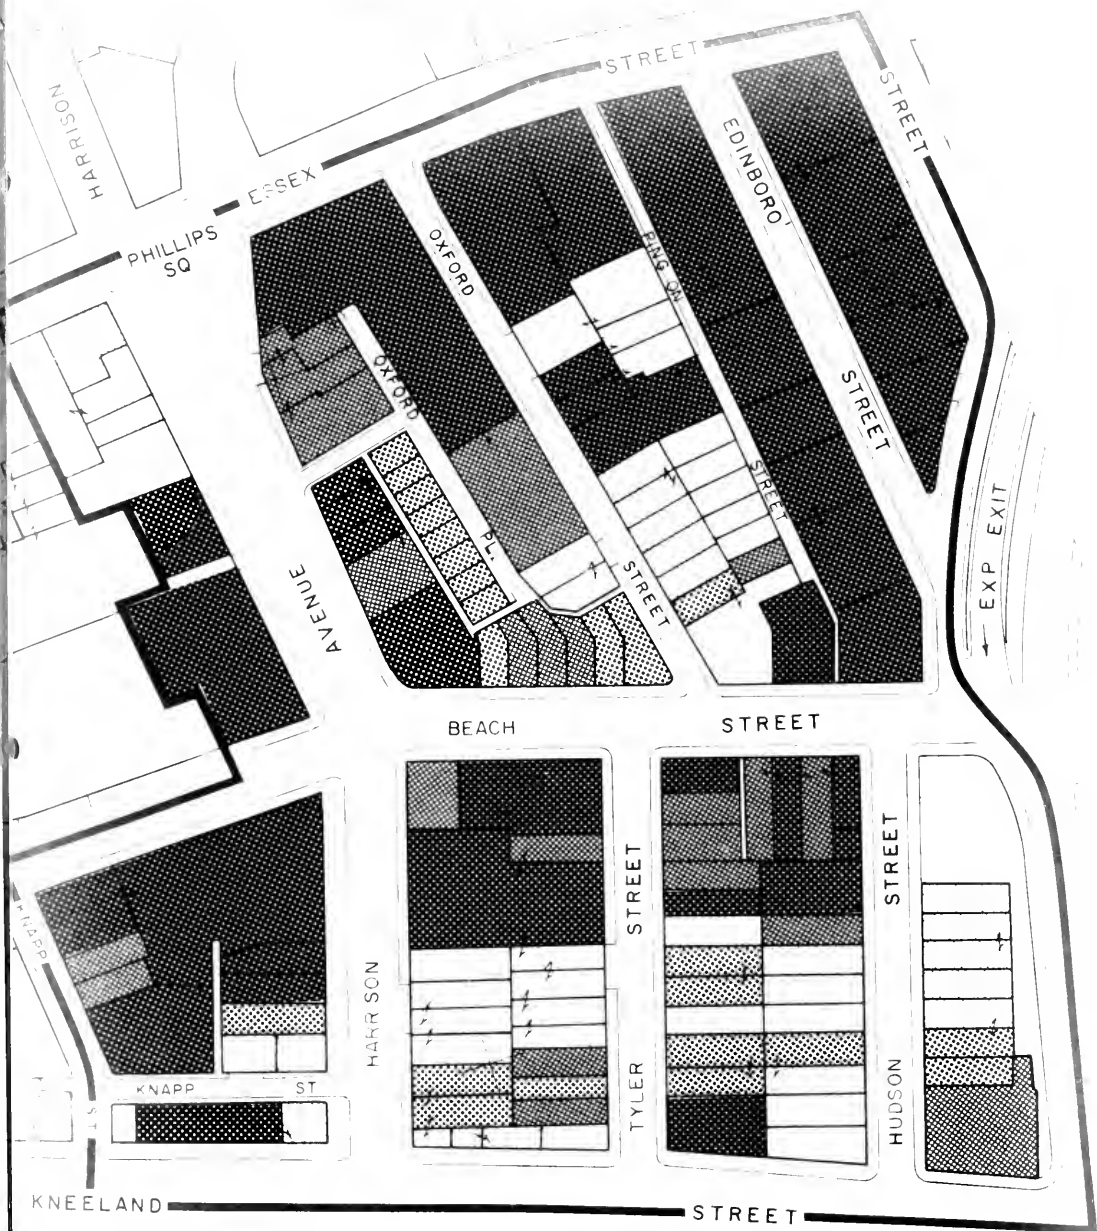 HARRISON
STREET
STREET
ESSEX
PHILLIPS
SQ
EDINBORO'
STREET
OXFORD
STREET
PING ON
STREET
OXFORD
PL.
AVENUE
← EXP EXIT
BEACH STREET
KNAPP
ST
HARRISON
STREET
TYLER
STREET
HUDSON
KNAPP ST
KNEELAND STREET